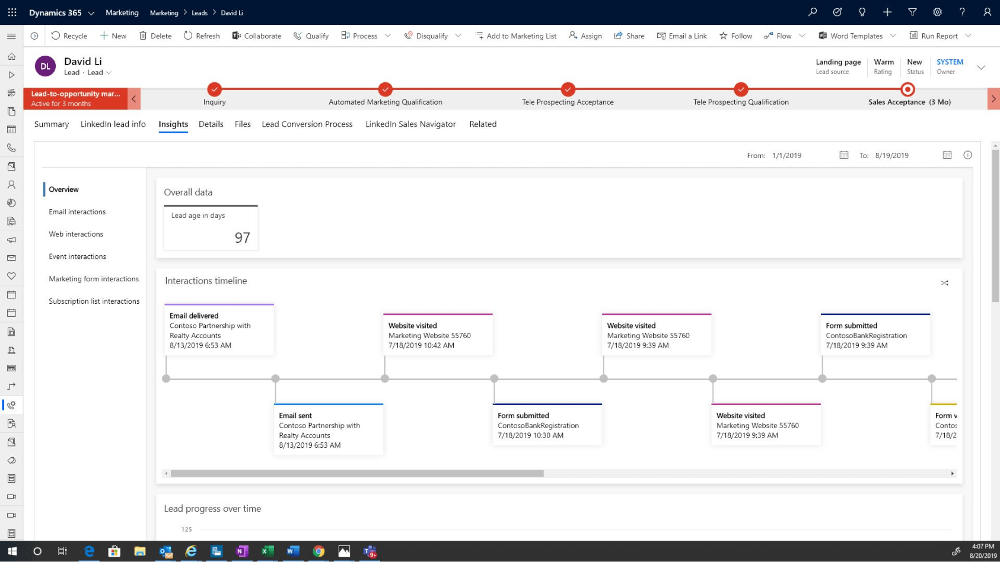 Dynamics 365 Marketing Marketing > Leads > David Li
Recycle New Delete Refresh Collaborate Qualify Process Disqualify Add to Marketing List Assign Share Email a Link Follow Flow Word Templates Run Report
DL
David Li
Lead · Lead
Landing page
Lead source
Warm
Rating
New
Status
SYSTEM
Owner
Lead-to-opportunity mar...
Active for 3 months
Inquiry
Automated Marketing Qualification
Tele Prospecting Acceptance
Tele Prospecting Qualification
Sales Acceptance (3 Mo)
Summary LinkedIn lead info Insights Details Files Lead Conversion Process LinkedIn Sales Navigator Related
From: 1/1/2019 To: 8/19/2019
Overview
Email interactions
Web interactions
Event interactions
Marketing form interactions
Subscription list interactions
Overall data
Lead age in days
97
Interactions timeline
Email delivered
Contoso Partnership with
Realty Accounts
8/13/2019 6:53 AM
Website visited
Marketing Website 55760
7/18/2019 10:42 AM
Website visited
Marketing Website 55760
7/18/2019 9:39 AM
Form submitted
ContosoBankRegistration
7/18/2019 9:39 AM
Email sent
Contoso Partnership with
Realty Accounts
8/13/2019 6:53 AM
Form submitted
ContosoBankRegistration
7/18/2019 10:30 AM
Website visited
Marketing Website 55760
7/18/2019 9:39 AM
Form v
Contos
7/18/2
Lead progress over time
125
9+
4:07 PM
8/20/2019